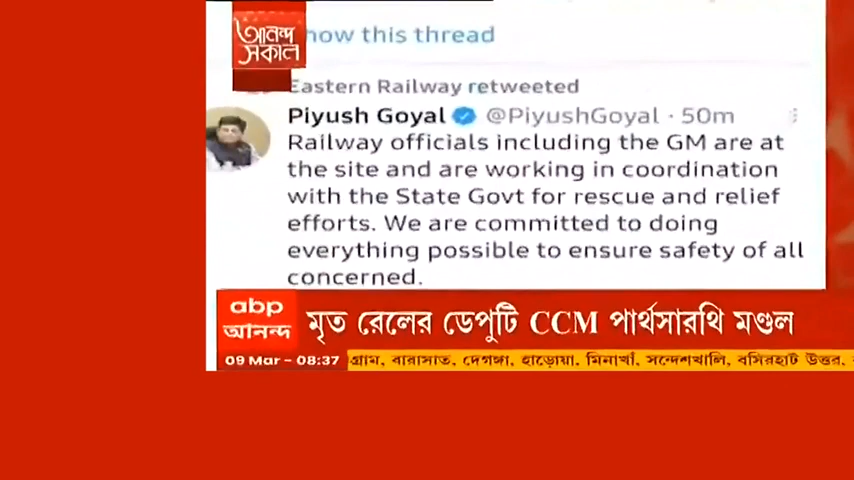 আনন্দ
সকাল
how this thread
Eastern Railway retweeted
Piyush Goyal @PiyushGoyal · 50m
Railway officials including the GM are at
the site and are working in coordination
with the State Govt for rescue and relief
efforts. We are committed to doing
everything possible to ensure safety of all
concerned.
abp
আনন্দ
মৃত রেলের ডেপুটি CCM পার্থসারথি মণ্ডল
09 Mar - 08:37
গ্রাম, বারাসাত, দেগঙ্গা, হাড়োয়া, মিনাখাঁ, সন্দেশখালি, বসিরহাট উত্তর,